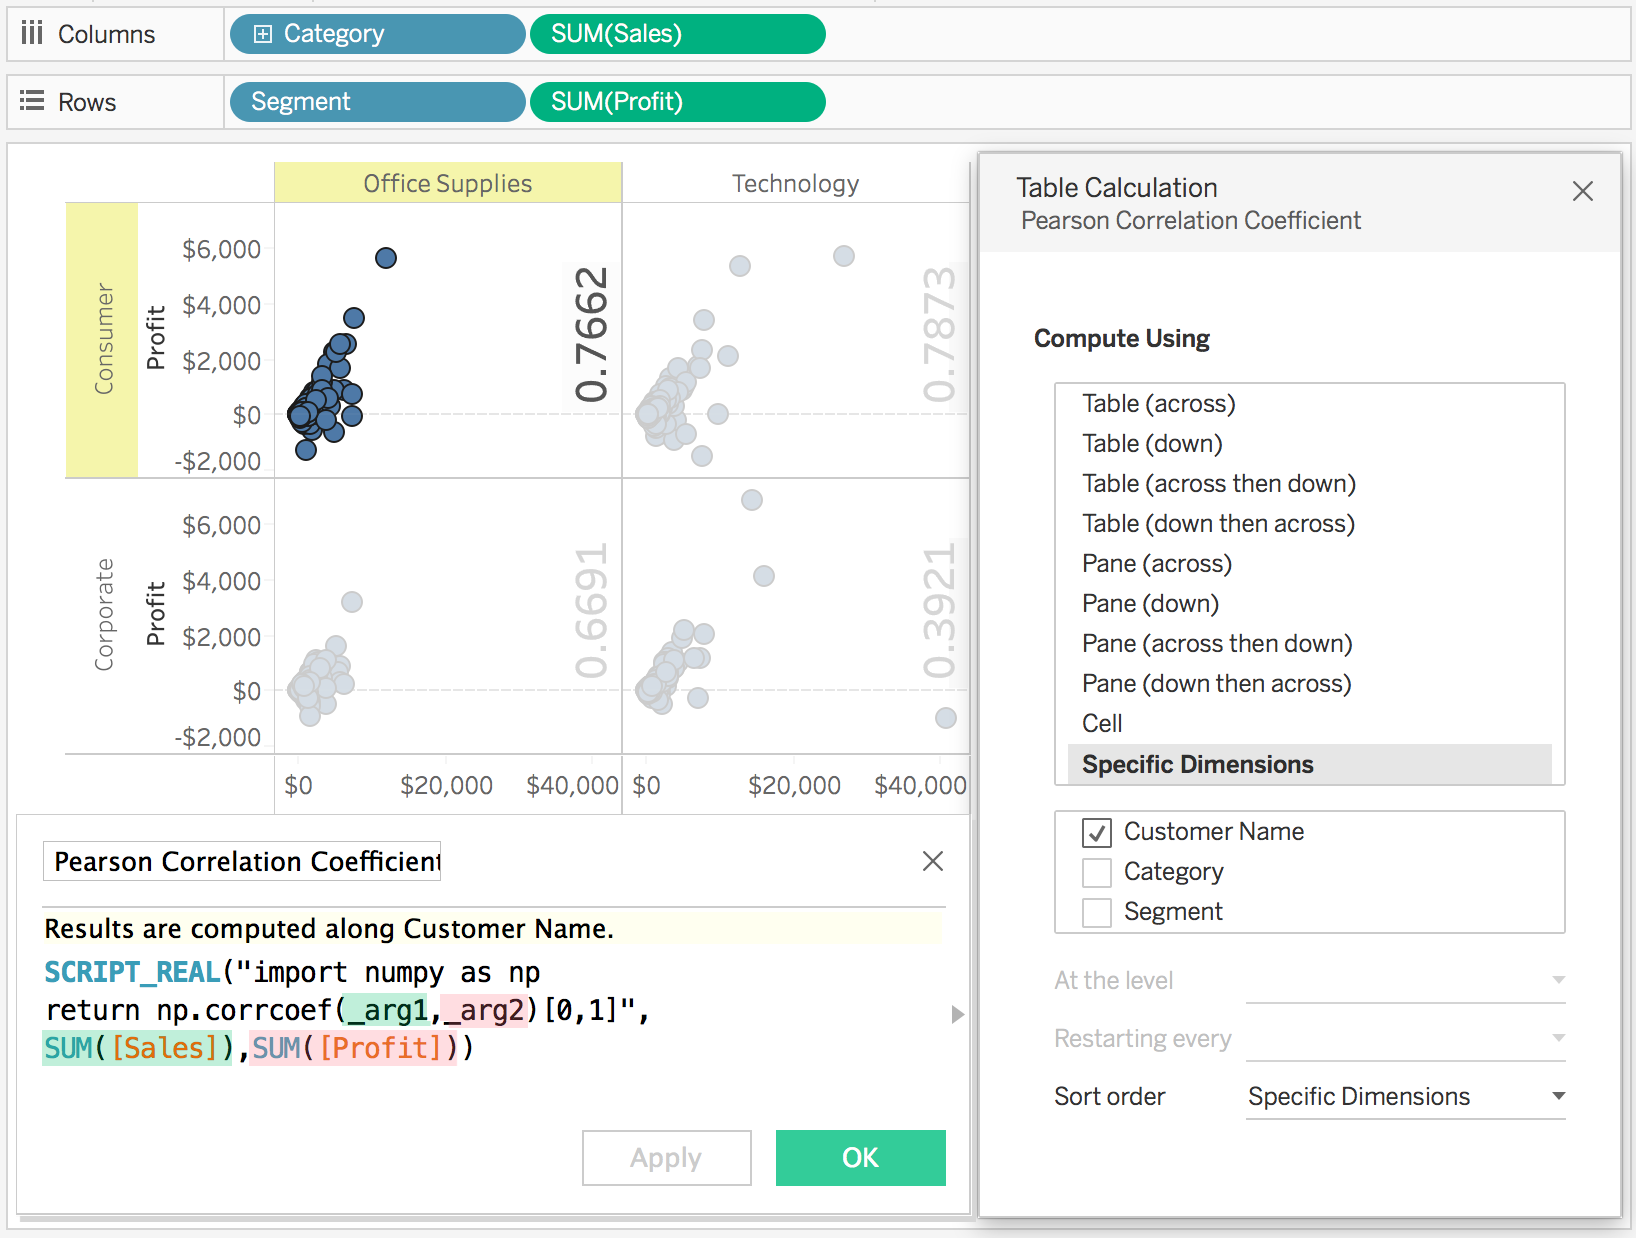 Columns
Category
SUM(Sales)
Rows
Segment
SUM(Profit)
Office Supplies
Technology
Consumer
Profit
$6,000
$4,000
$2,000
$0
-$2,000
0.7662
0.7873
Corporate
Profit
$6,000
$4,000
$2,000
$0
-$2,000
0.6691
0.3921
$0
$20,000
$40,000
$0
$20,000
$40,000
Pearson Correlation Coefficient
Results are computed along Customer Name.
SCRIPT_REAL("import numpy as np
return np.corrcoef(_arg1,_arg2)[0,1]",
SUM([Sales]),SUM([Profit]))
Apply
OK
Table Calculation
Pearson Correlation Coefficient
Compute Using
Table (across)
Table (down)
Table (across then down)
Table (down then across)
Pane (across)
Pane (down)
Pane (across then down)
Pane (down then across)
Cell
Specific Dimensions
Customer Name
Category
Segment
At the level
Restarting every
Sort order
Specific Dimensions